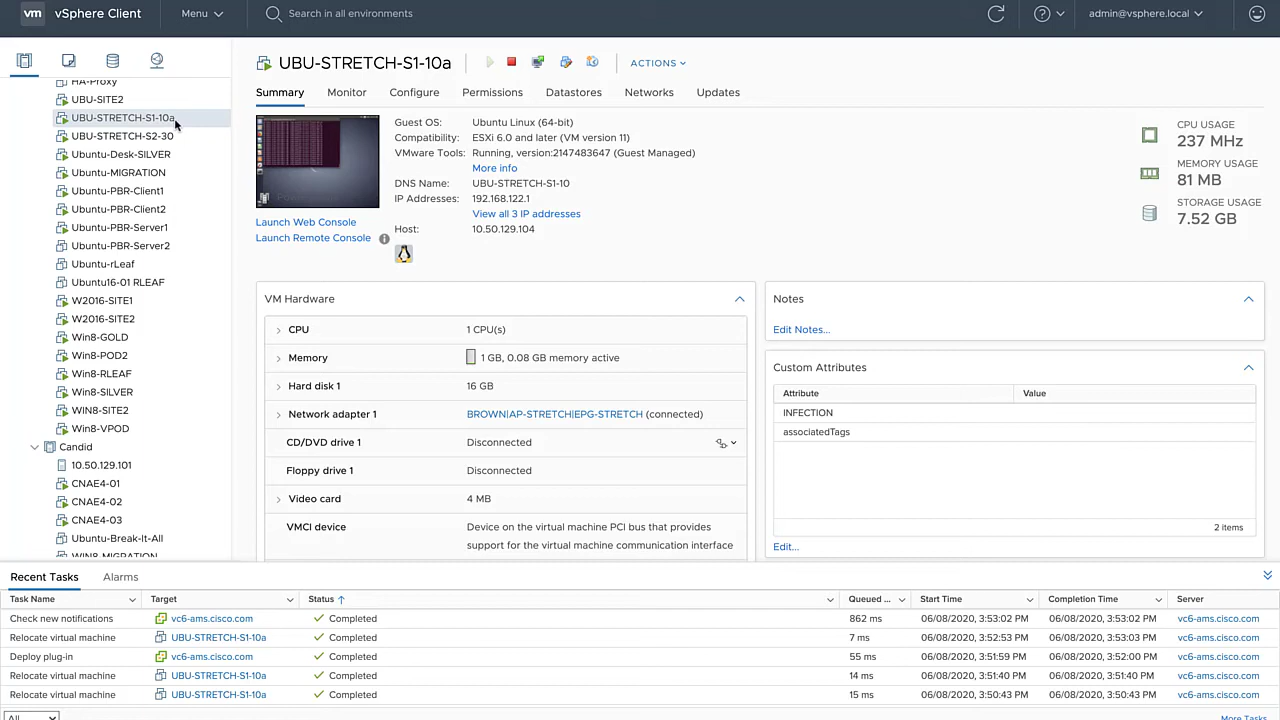 vm vSphere Client Menu Search in all environments admin@vsphere.local
HA-Proxy
UBU-SITE2
UBU-STRETCH-S1-10a
UBU-STRETCH-S2-30
Ubuntu-Desk-SILVER
Ubuntu-MIGRATION
Ubuntu-PBR-Client1
Ubuntu-PBR-Client2
Ubuntu-PBR-Server1
Ubuntu-PBR-Server2
Ubuntu-rLeaf
Ubuntu16-01 RLEAF
W2016-SITE1
W2016-SITE2
Win8-GOLD
Win8-POD2
Win8-RLEAF
Win8-SILVER
WIN8-SITE2
Win8-VPOD
Candid
10.50.129.101
CNAE4-01
CNAE4-02
CNAE4-03
Ubuntu-Break-It-All
WIN8-MIGRATION
UBU-STRETCH-S1-10a ACTIONS
Summary Monitor Configure Permissions Datastores Networks Updates
Launch Web Console
Launch Remote Console
Guest OS: Ubuntu Linux (64-bit)
Compatibility: ESXi 6.0 and later (VM version 11)
VMware Tools: Running, version:2147483647 (Guest Managed)
More info
DNS Name: UBU-STRETCH-S1-10
IP Addresses: 192.168.122.1
View all 3 IP addresses
Host: 10.50.129.104
CPU USAGE
237 MHz
MEMORY USAGE
81 MB
STORAGE USAGE
7.52 GB
VM Hardware
CPU 1 CPU(s)
Memory 1 GB, 0.08 GB memory active
Hard disk 1 16 GB
Network adapter 1 BROWN|AP-STRETCH|EPG-STRETCH (connected)
CD/DVD drive 1 Disconnected
Floppy drive 1 Disconnected
Video card 4 MB
VMCI device Device on the virtual machine PCI bus that provides
support for the virtual machine communication interface
Notes
Edit Notes...
Custom Attributes
Attribute Value
INFECTION
associatedTags
2 items
Edit...
Recent Tasks Alarms
Task Name Target Status Queued ... Start Time Completion Time Server
Check new notifications vc6-ams.cisco.com Completed 862 ms 06/08/2020, 3:53:02 PM 06/08/2020, 3:53:02 PM vc6-ams.cisco.com
Relocate virtual machine UBU-STRETCH-S1-10a Completed 7 ms 06/08/2020, 3:52:53 PM 06/08/2020, 3:53:03 PM vc6-ams.cisco.com
Deploy plug-in vc6-ams.cisco.com Completed 55 ms 06/08/2020, 3:51:59 PM 06/08/2020, 3:52:00 PM vc6-ams.cisco.com
Relocate virtual machine UBU-STRETCH-S1-10a Completed 14 ms 06/08/2020, 3:51:40 PM 06/08/2020, 3:51:40 PM vc6-ams.cisco.com
Relocate virtual machine UBU-STRETCH-S1-10a Completed 15 ms 06/08/2020, 3:50:43 PM 06/08/2020, 3:50:43 PM vc6-ams.cisco.com
All More Tasks